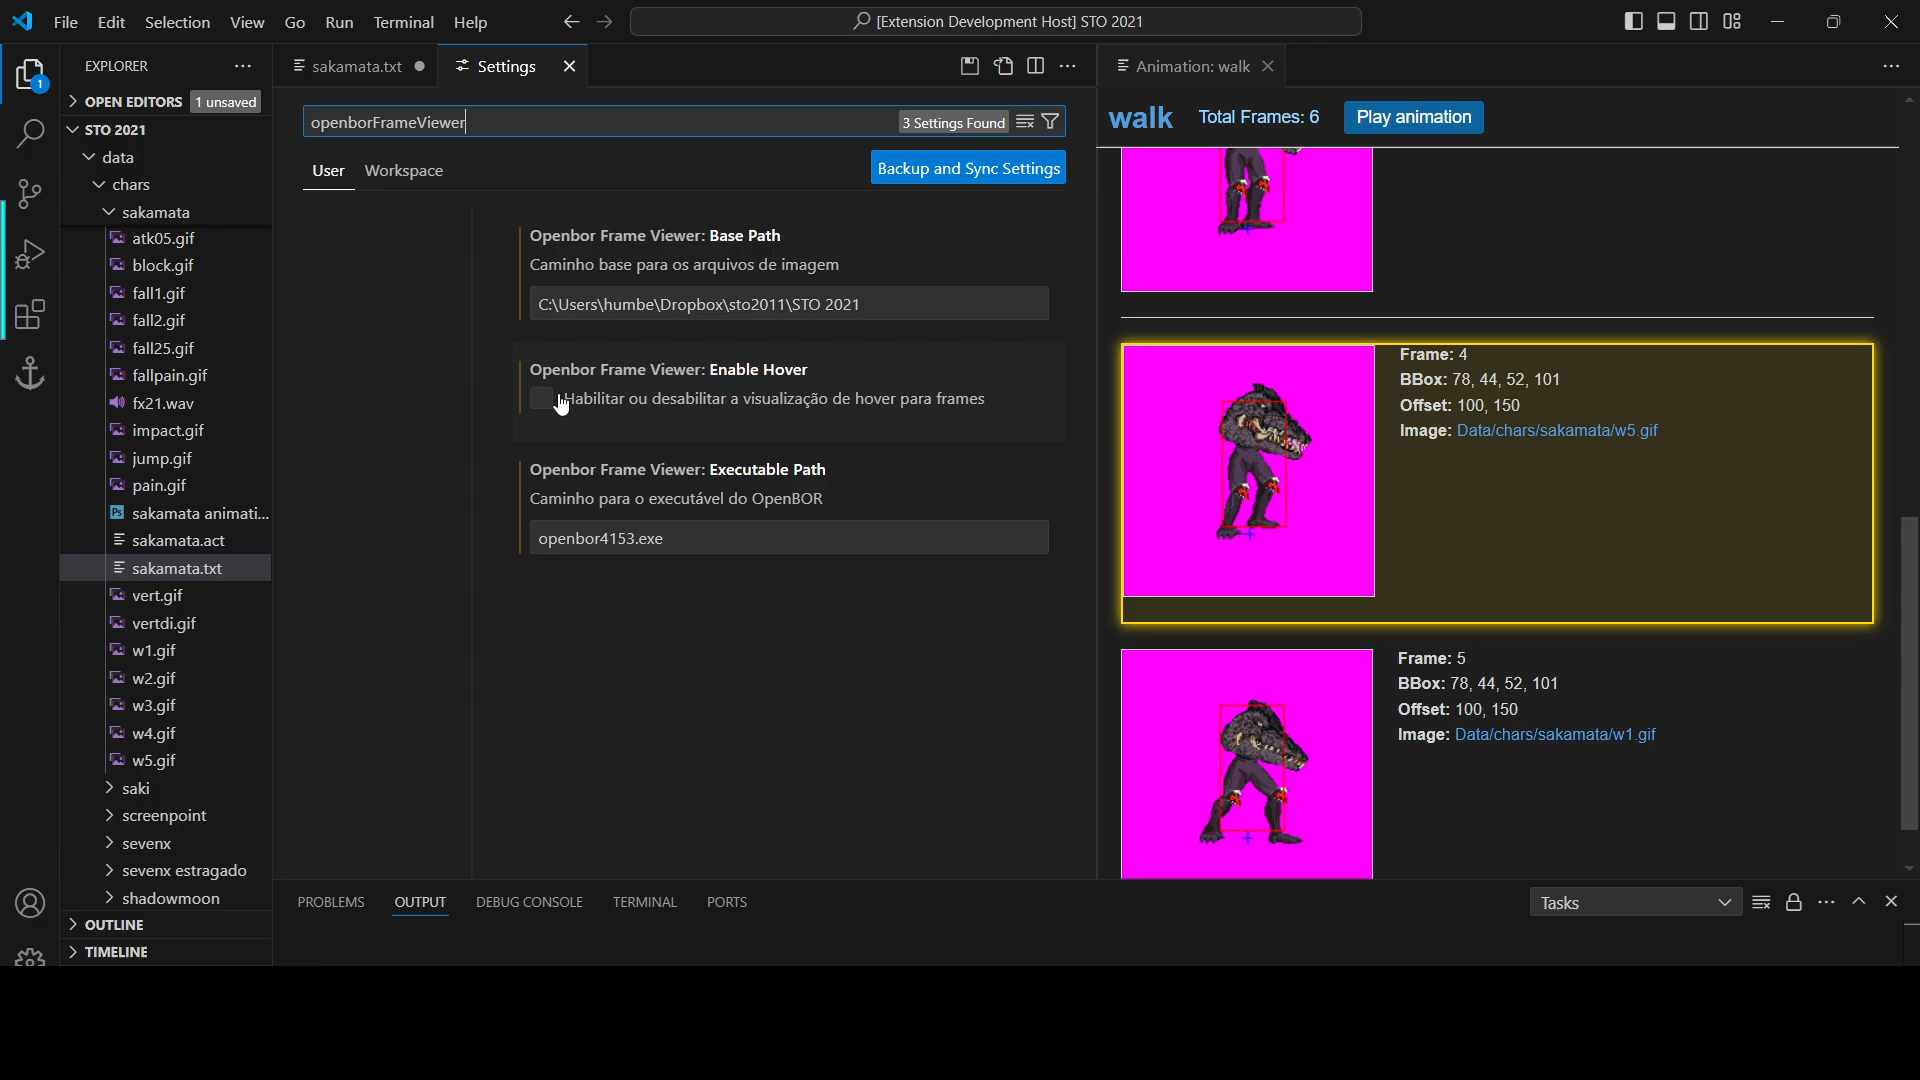 File Edit Selection View Go Run Terminal Help
[Extension Development Host] STO 2021
EXPLORER
1
OPEN EDITORS 1 unsaved
STO 2021
data
chars
sakamata
atk05.gif
block.gif
fall1.gif
fall2.gif
fall25.gif
fallpain.gif
fx21.wav
impact.gif
jump.gif
pain.gif
Ps sakamata animati...
sakamata.act
sakamata.txt
vert.gif
vertdi.gif
w1.gif
w2.gif
w3.gif
w4.gif
w5.gif
saki
screenpoint
sevenx
sevenx estragado
shadowmoon
OUTLINE
TIMELINE
sakamata.txt
Settings
openborFrameViewer
3 Settings Found
User Workspace
Backup and Sync Settings
Openbor Frame Viewer: Base Path
Caminho base para os arquivos de imagem
C:\Users\humbe\Dropbox\sto2011\STO 2021
Openbor Frame Viewer: Enable Hover
Habilitar ou desabilitar a visualização de hover para frames
Openbor Frame Viewer: Executable Path
Caminho para o executável do OpenBOR
openbor4153.exe
Animation: walk
walk Total Frames: 6 Play animation
Frame: 4
BBox: 78, 44, 52, 101
Offset: 100, 150
Image: Data/chars/sakamata/w5.gif
Frame: 5
BBox: 78, 44, 52, 101
Offset: 100, 150
Image: Data/chars/sakamata/w1.gif
PROBLEMS OUTPUT DEBUG CONSOLE TERMINAL PORTS
Tasks